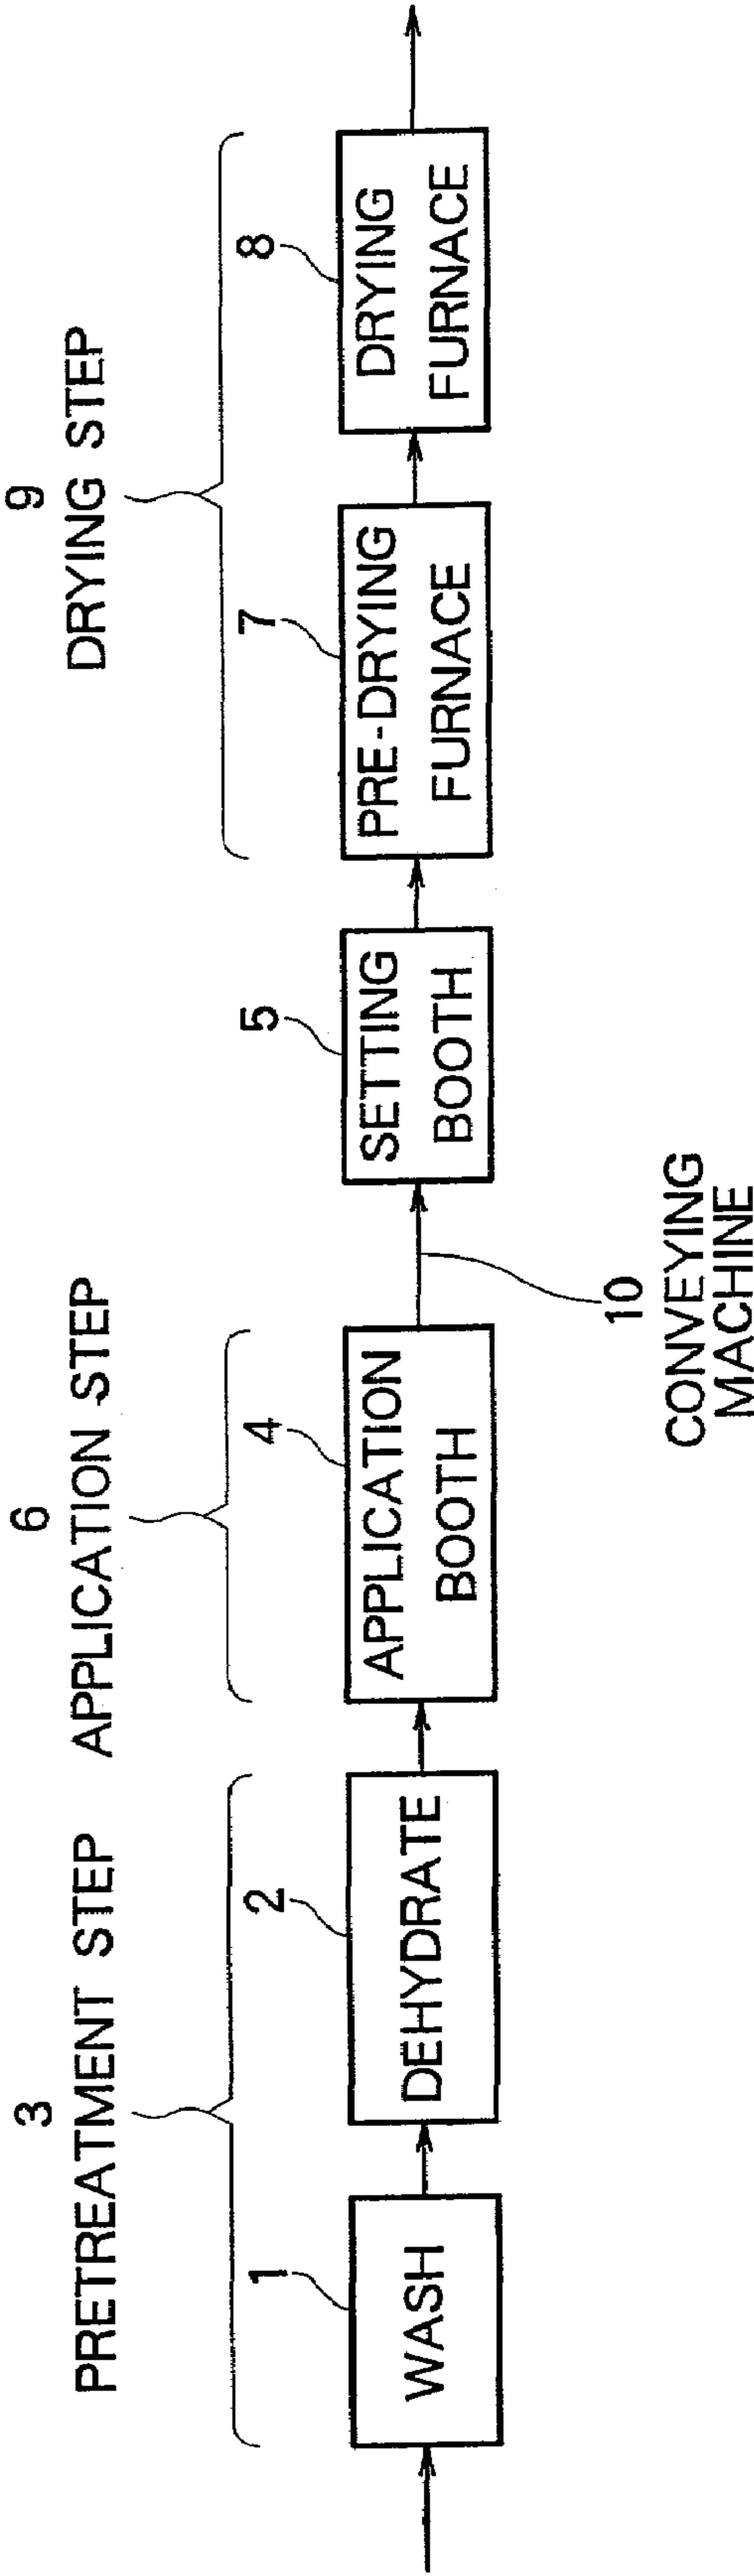 3
PRETREATMENT STEP
6
APPLICATION STEP
9
DRYING STEP
1
2
4
5
7
8
WASH
DEHYDRATE
APPLICATION
BOOTH
SETTING
BOOTH
PRE-DRYING
FURNACE
DRYING
FURNACE
10
CONVEYING
MACHINE